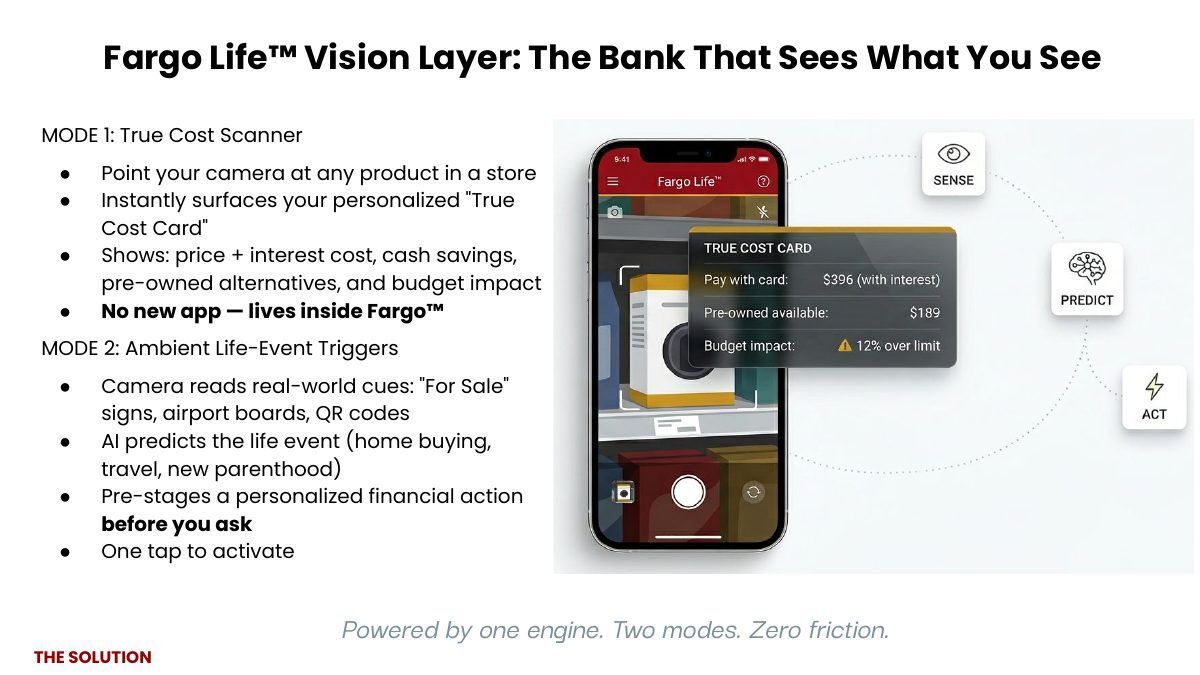 Fargo Life™ Vision Layer: The Bank That Sees What You See
MODE 1: True Cost Scanner
● Point your camera at any product in a store
● Instantly surfaces your personalized "True
Cost Card"
● Shows: price + interest cost, cash savings,
pre-owned alternatives, and budget impact
● No new app — lives inside Fargo™
MODE 2: Ambient Life-Event Triggers
● Camera reads real-world cues: "For Sale"
signs, airport boards, QR codes
● AI predicts the life event (home buying,
travel, new parenthood)
● Pre-stages a personalized financial action
before you ask
● One tap to activate
9:41
Fargo Life™
TRUE COST CARD
Pay with card: $396 (with interest)
Pre-owned available: $189
Budget impact: 12% over limit
SENSE
PREDICT
ACT
Powered by one engine. Two modes. Zero friction.
THE SOLUTION